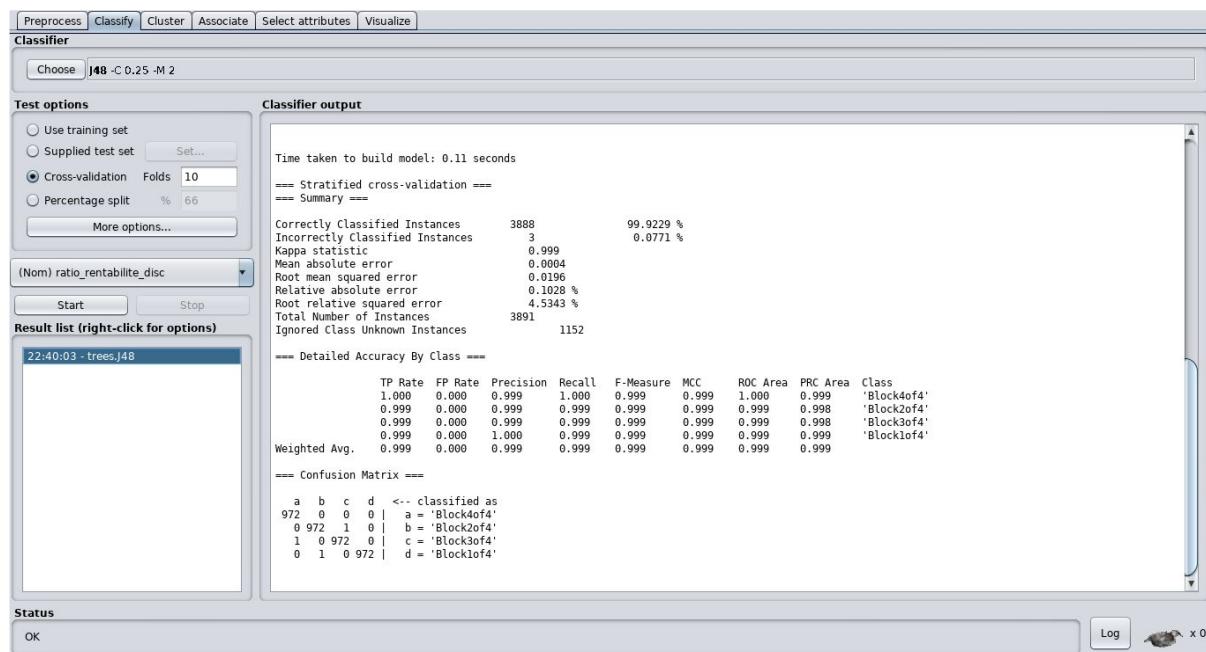 Preprocess Classify Cluster Associate Select attributes Visualize
Classifier
Choose J48 -C 0.25 -M 2
Test options
Use training set
Supplied test set Set...
Cross-validation Folds 10
Percentage split % 66
More options...
(Nom) ratio_rentabilite_disc
Start Stop
Result list (right-click for options)
22:40:03 - trees.J48
Classifier output
Time taken to build model: 0.11 seconds
=== Stratified cross-validation ===
=== Summary ===
Correctly Classified Instances 3888 99.9229 %
Incorrectly Classified Instances 3 0.0771 %
Kappa statistic 0.999
Mean absolute error 0.0004
Root mean squared error 0.0196
Relative absolute error 0.1028 %
Root relative squared error 4.5343 %
Total Number of Instances 3891
Ignored Class Unknown Instances 1152
=== Detailed Accuracy By Class ===
TP Rate FP Rate Precision Recall F-Measure MCC ROC Area PRC Area Class
1.000 0.000 0.999 1.000 0.999 0.999 1.000 0.999 'Block4of4'
0.999 0.000 0.999 0.999 0.999 0.999 0.999 0.998 'Block2of4'
0.999 0.000 0.999 0.999 0.999 0.999 0.999 0.998 'Block3of4'
0.999 0.000 1.000 0.999 0.999 0.999 0.999 0.999 'Block1of4'
Weighted Avg. 0.999 0.000 0.999 0.999 0.999 0.999 0.999 0.999
=== Confusion Matrix ===
a b c d <-- classified as
972 0 0 0 | a = 'Block4of4'
0 972 1 0 | b = 'Block2of4'
1 0 972 0 | c = 'Block3of4'
0 1 0 972 | d = 'Block1of4'
Status
OK
Log x 0